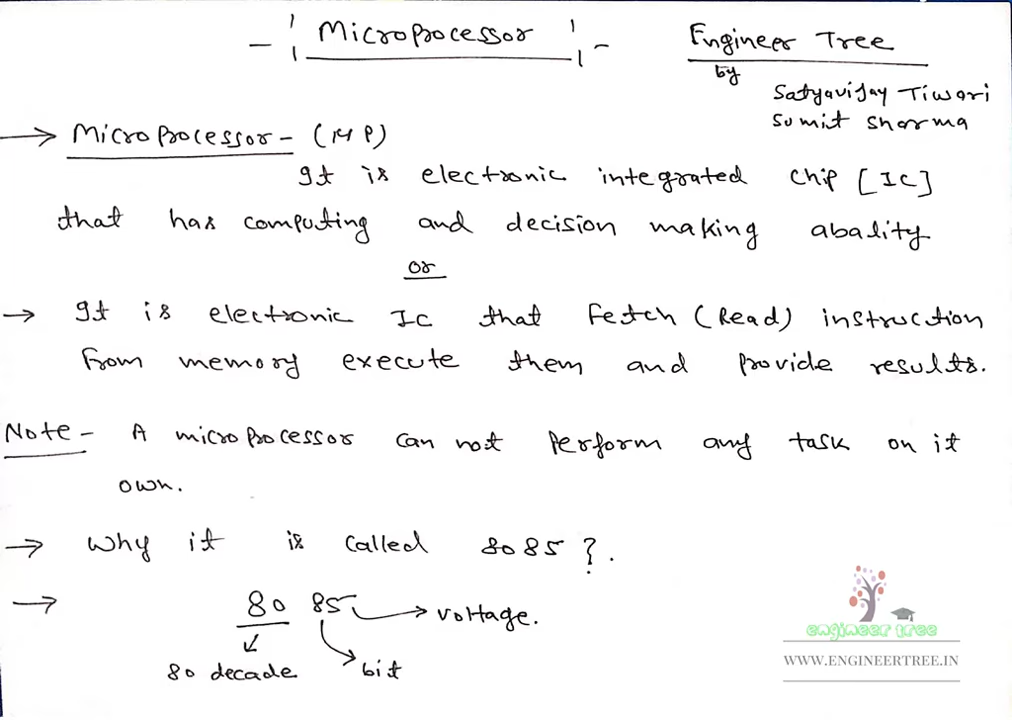 Microprocessor
Engineer Tree
by
Satyavijay Tiwari
Sumit Sharma
→ Microprocessor - (MP)
It is electronic integrated chip [IC]
that has computing and decision making abality
or
→ It is electronic Ic that Fetch (Read) instruction
from memory execute them and provide results.
Note - A microprocessor can not perform any task on it
own.
→ Why it is called 8085 ?.
→ 80 85 → voltage.
80 decade bit
engineer tree
WWW.ENGINEERTREE.IN